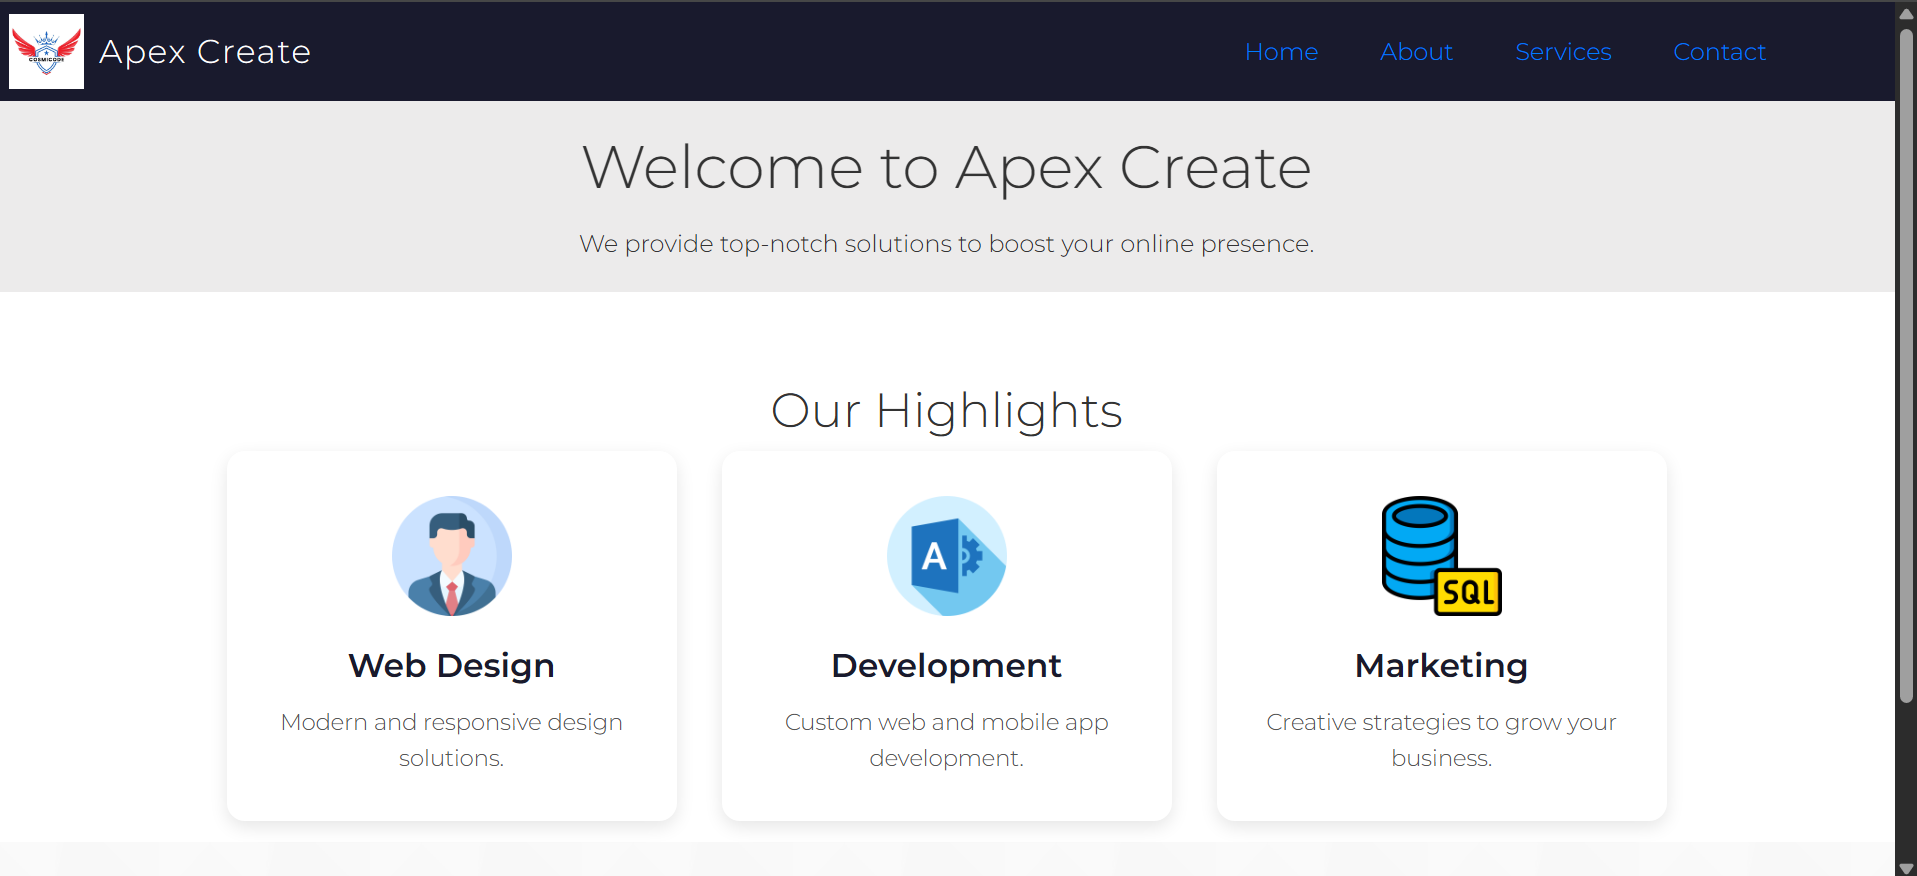 COSMICODE
Apex Create
Home
About
Services
Contact
Welcome to Apex Create
We provide top-notch solutions to boost your online presence.
Our Highlights
A
SQL
Web Design
Development
Marketing
Modern and responsive design
solutions.
Custom web and mobile app
development.
Creative strategies to grow your
business.